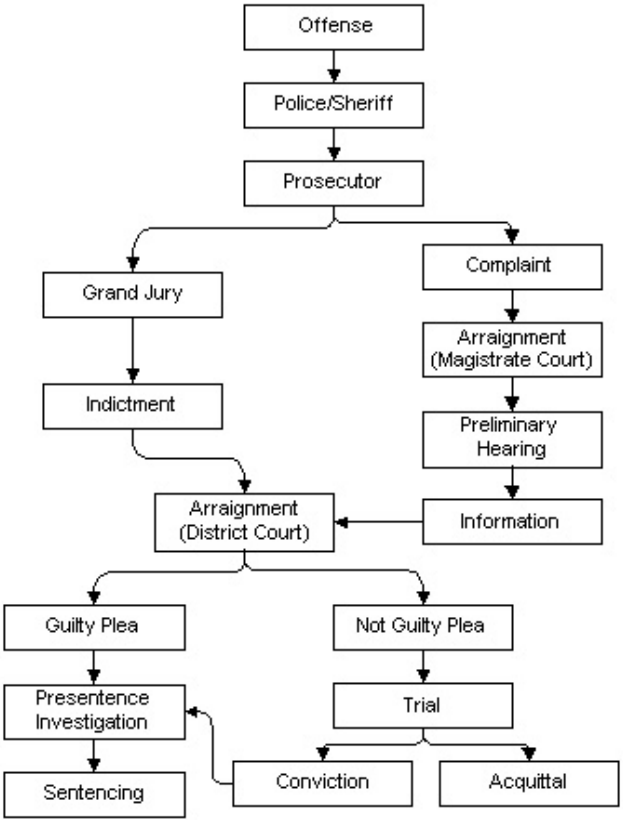 Offense
Police/Sheriff
Prosecutor
Complaint
Grand Jury
Arraignment
(Magistrate Court)
Indictment
Preliminary
Hearing
Arraignment
(District Court)
Information
Guilty Plea
Not Guilty Plea
Presentence
Investigation
Trial
Sentencing
Conviction
Acquittal